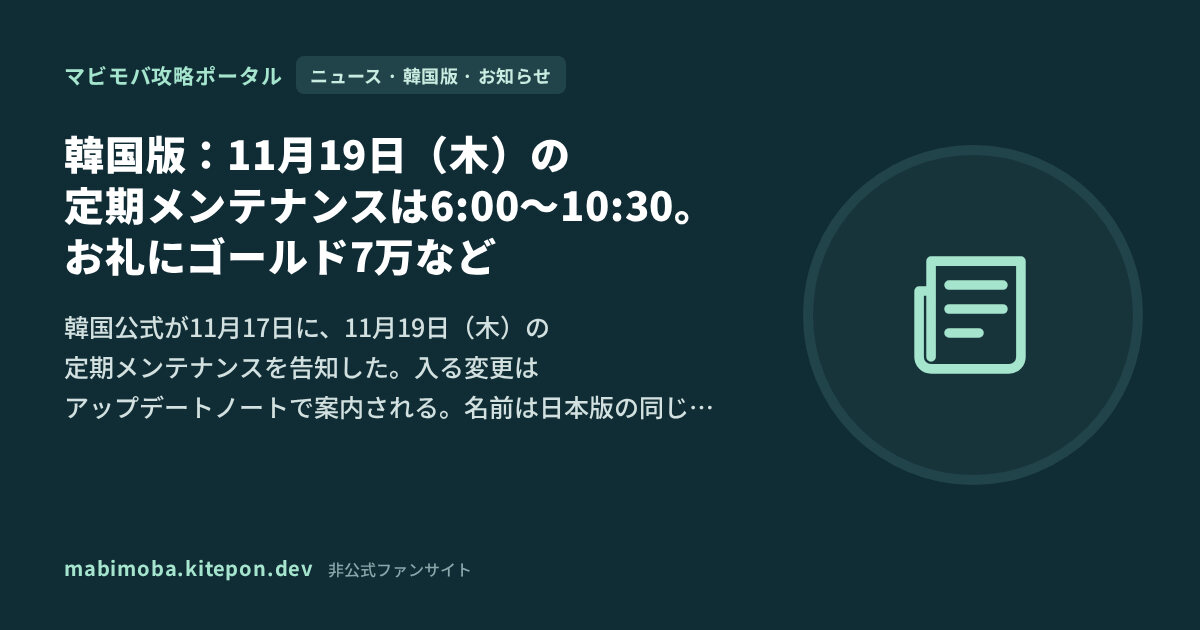 マビモバ攻略ポータル
ニュース · 韓国版 · お知らせ
韓国版：11月19日（木）の
定期メンテナンスは6:00〜10:30。
お礼にゴールド7万など
韓国公式が11月17日に、11月19日（木）の
定期メンテナンスを告知した。入る変更は
アップデートノートで案内される。名前は日本版の同じ…
mabimoba.kitepon.dev
非公式ファンサイト